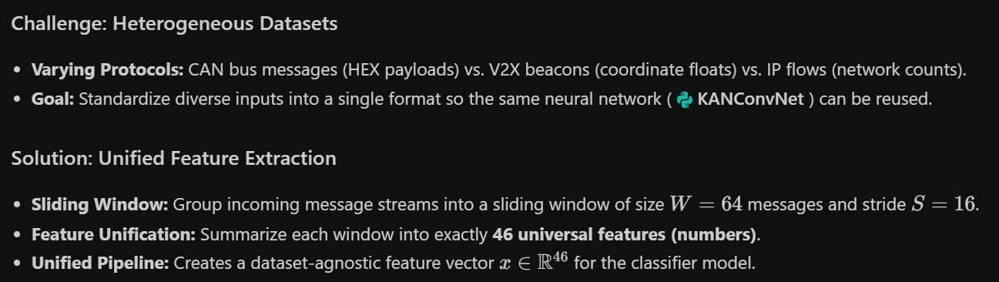 Challenge: Heterogeneous Datasets
• Varying Protocols: CAN bus messages (HEX payloads) vs. V2X beacons (coordinate floats) vs. IP flows (network counts).
• Goal: Standardize diverse inputs into a single format so the same neural network ( KANConvNet ) can be reused.
Solution: Unified Feature Extraction
• Sliding Window: Group incoming message streams into a sliding window of size W = 64 messages and stride S = 16.
• Feature Unification: Summarize each window into exactly 46 universal features (numbers).
• Unified Pipeline: Creates a dataset-agnostic feature vector x ∈ ℝ⁴⁶ for the classifier model.